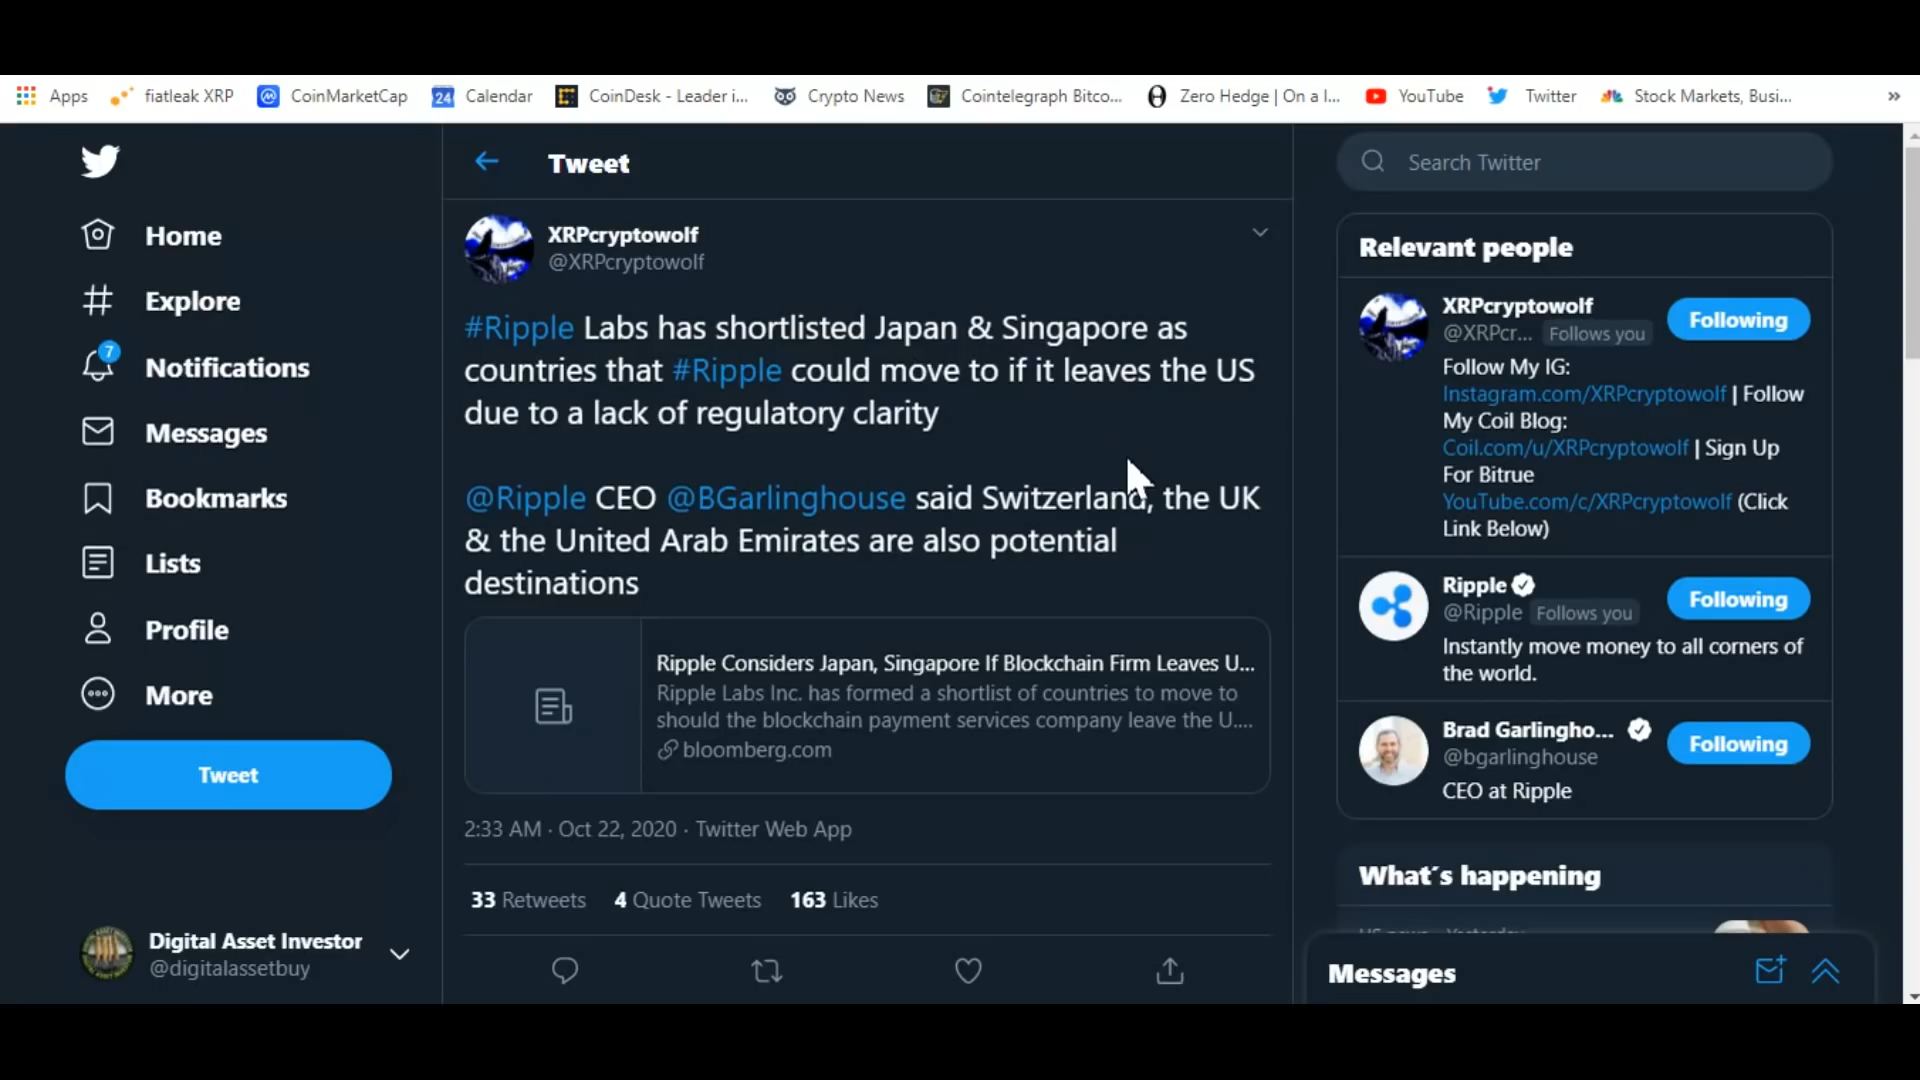 Apps fiatleak XRP CoinMarketCap 24 Calendar CoinDesk - Leader i... Crypto News Cointelegraph Bitco... Zero Hedge | On a l... YouTube Twitter Stock Markets, Busi... »
Home
Explore
7
Notifications
Messages
Bookmarks
Lists
Profile
More
Tweet
Digital Asset Investor
@digitalassetbuy
Tweet
XRPcryptowolf
@XRPcryptowolf
#Ripple Labs has shortlisted Japan & Singapore as
countries that #Ripple could move to if it leaves the US
due to a lack of regulatory clarity
@Ripple CEO @BGarlinghouse said Switzerland, the UK
& the United Arab Emirates are also potential
destinations
Ripple Considers Japan, Singapore If Blockchain Firm Leaves U...
Ripple Labs Inc. has formed a shortlist of countries to move to
should the blockchain payment services company leave the U....
bloomberg.com
2:33 AM · Oct 22, 2020 · Twitter Web App
33 Retweets 4 Quote Tweets 163 Likes
Search Twitter
Relevant people
XRPcryptowolf
@XRPcr... Follows you
Following
Follow My IG:
Instagram.com/XRPcryptowolf | Follow
My Coil Blog:
Coil.com/u/XRPcryptowolf | Sign Up
For Bitrue
YouTube.com/c/XRPcryptowolf (Click
Link Below)
Ripple
@Ripple Follows you
Following
Instantly move money to all corners of
the world.
Brad Garlingho...
@bgarlinghouse
Following
CEO at Ripple
What's happening
US news · Yesterday
Messages